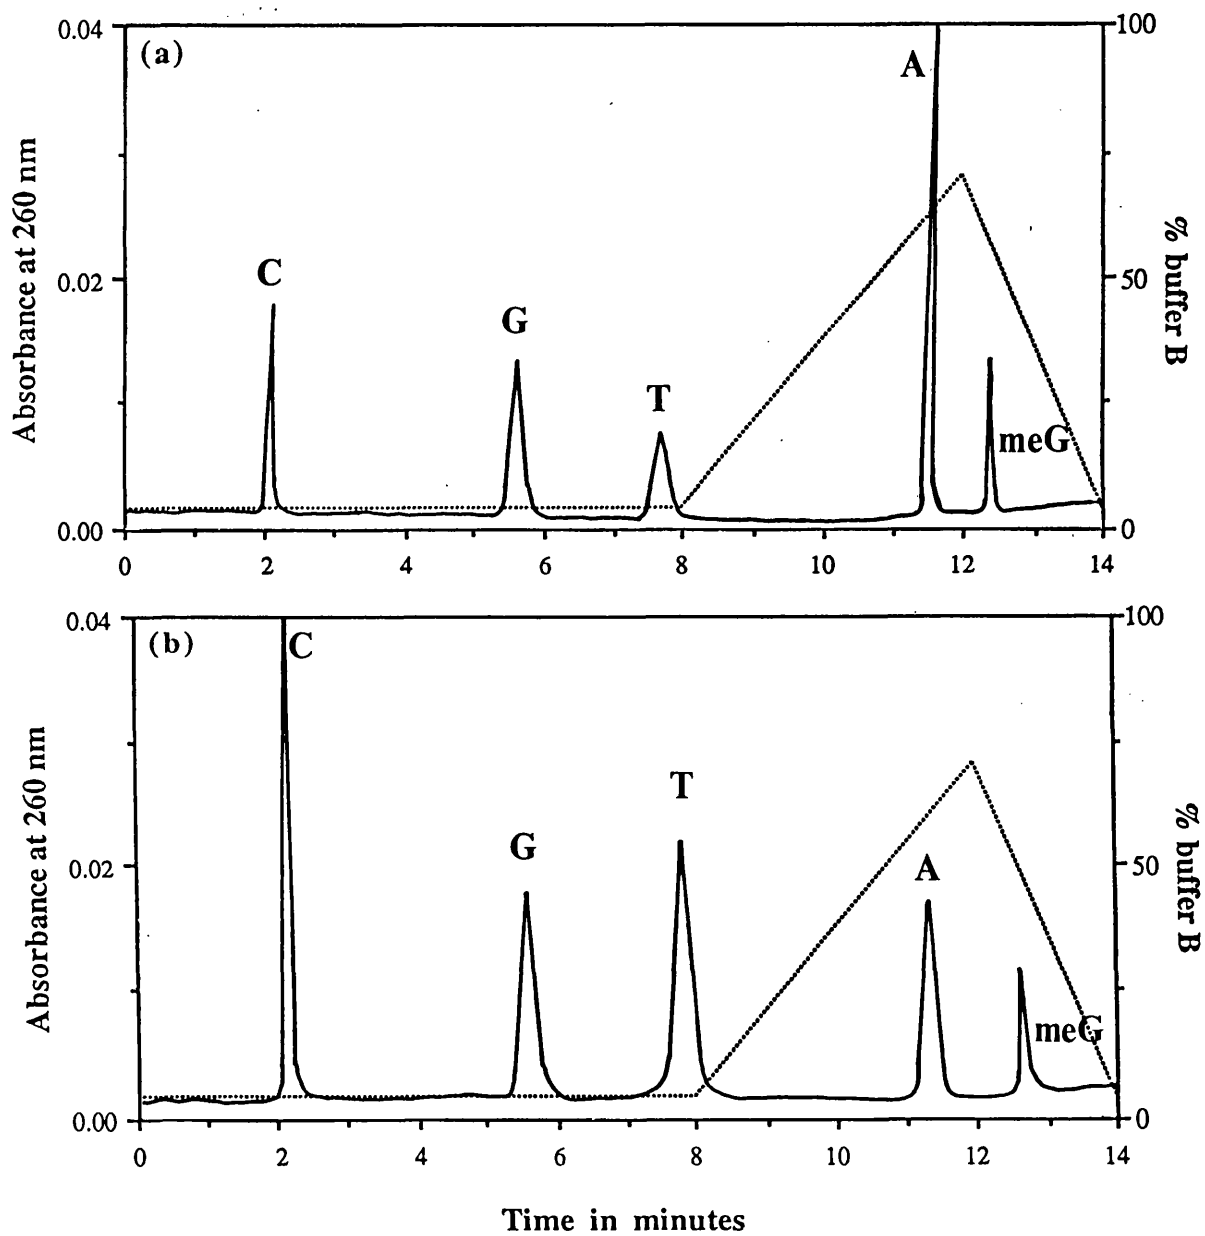 0.04
(a)
A
100
Absorbance at 260 nm
C
G
T
meG
0.02
50
% buffer B
0.00
0
0 2 4 6 8 10 12 14
0.04
(b)
C
100
Absorbance at 260 nm
T
G
A
meG
0.02
50
% buffer B
0.00
0
0 2 4 6 8 10 12 14
Time in minutes